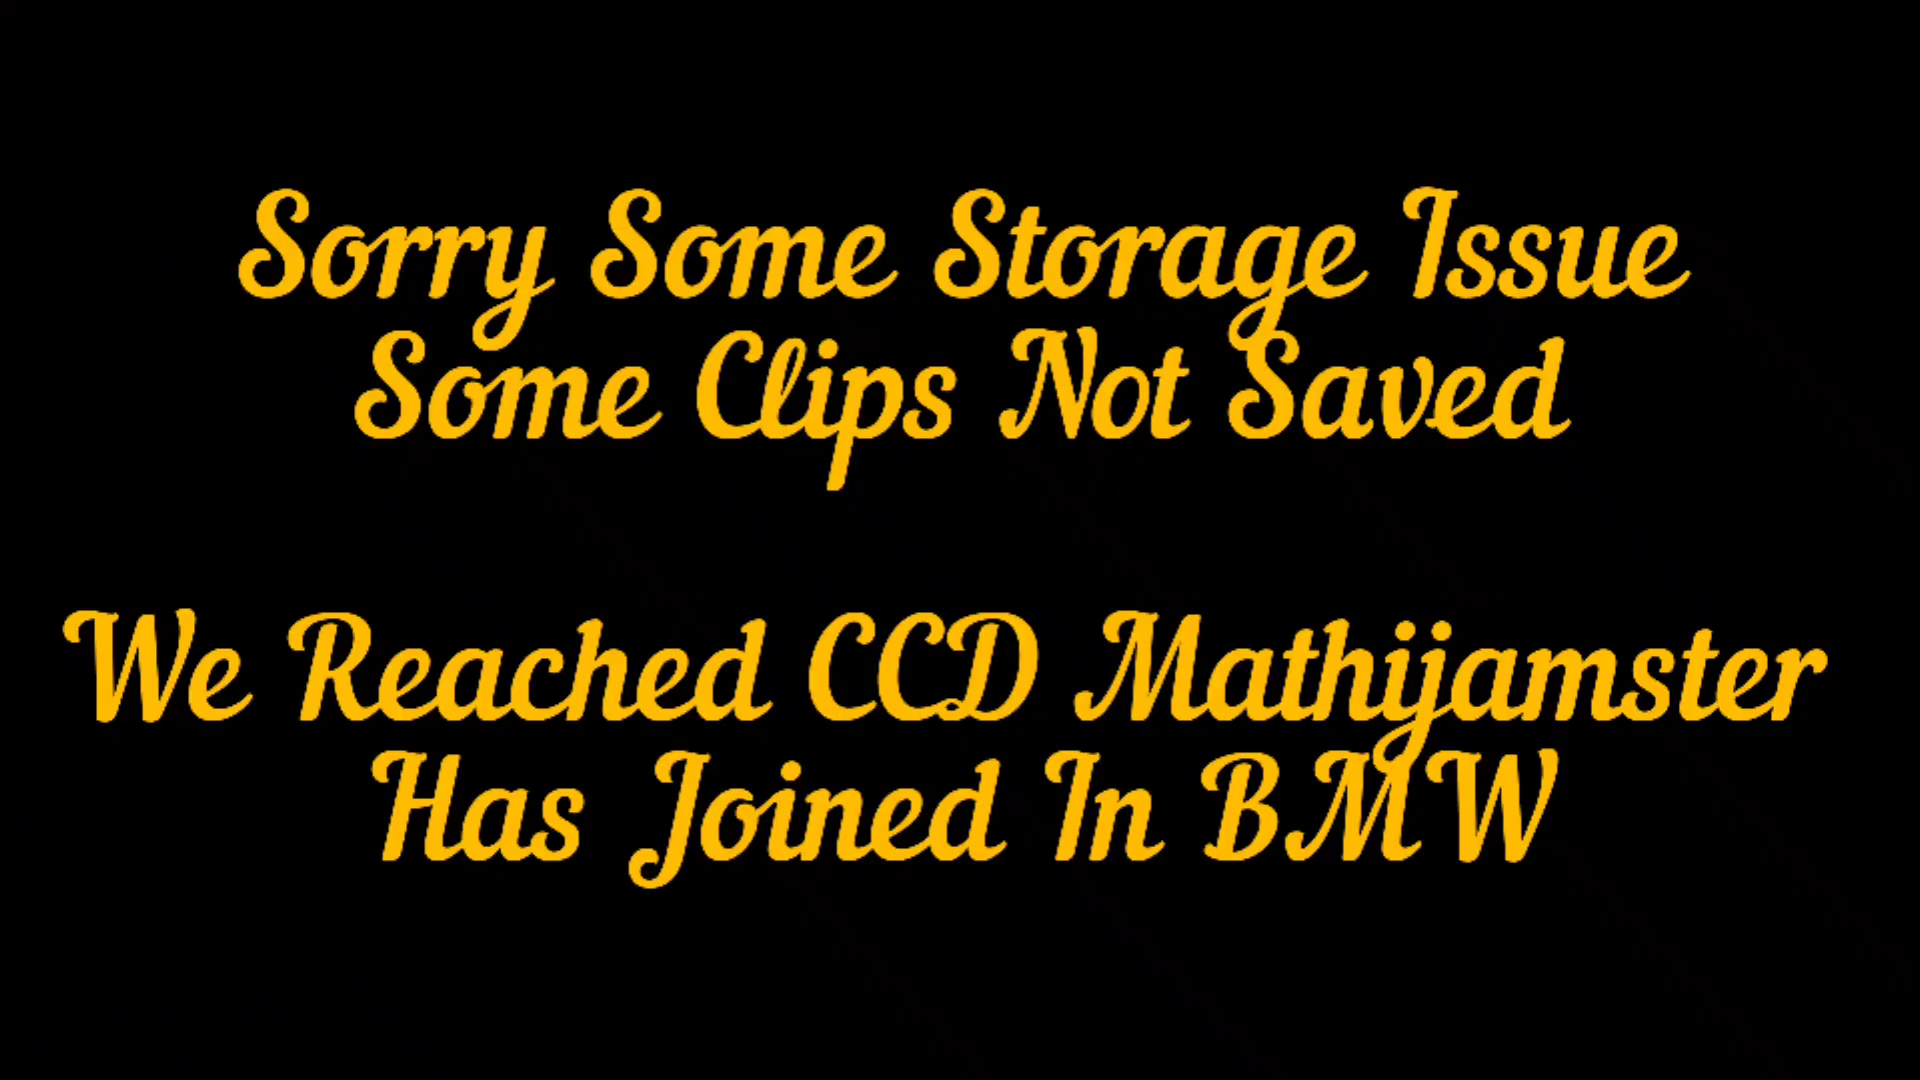 Sorry Some Storage Issue
Some Clips Not Saved
We Reached CCD Mathijamster
Has Joined In BMW